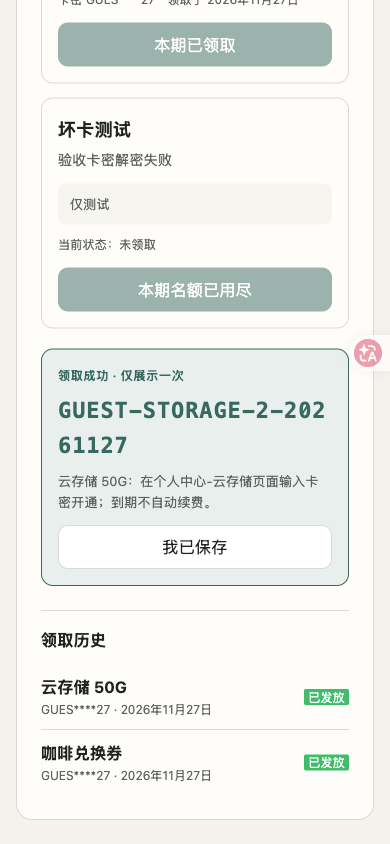 本期已领取
坏卡测试
验收卡密解密失败
仅测试
当前状态：未领取
本期名额已用尽
领取成功 · 仅展示一次
GUEST-STORAGE-2-202
61127
云存储 50G：在个人中心-云存储页面输入卡
密开通；到期不自动续费。
我已保存
领取历史
云存储 50G
已发放
GUES****27 · 2026年11月27日
咖啡兑换券
已发放
GUES****27 · 2026年11月27日